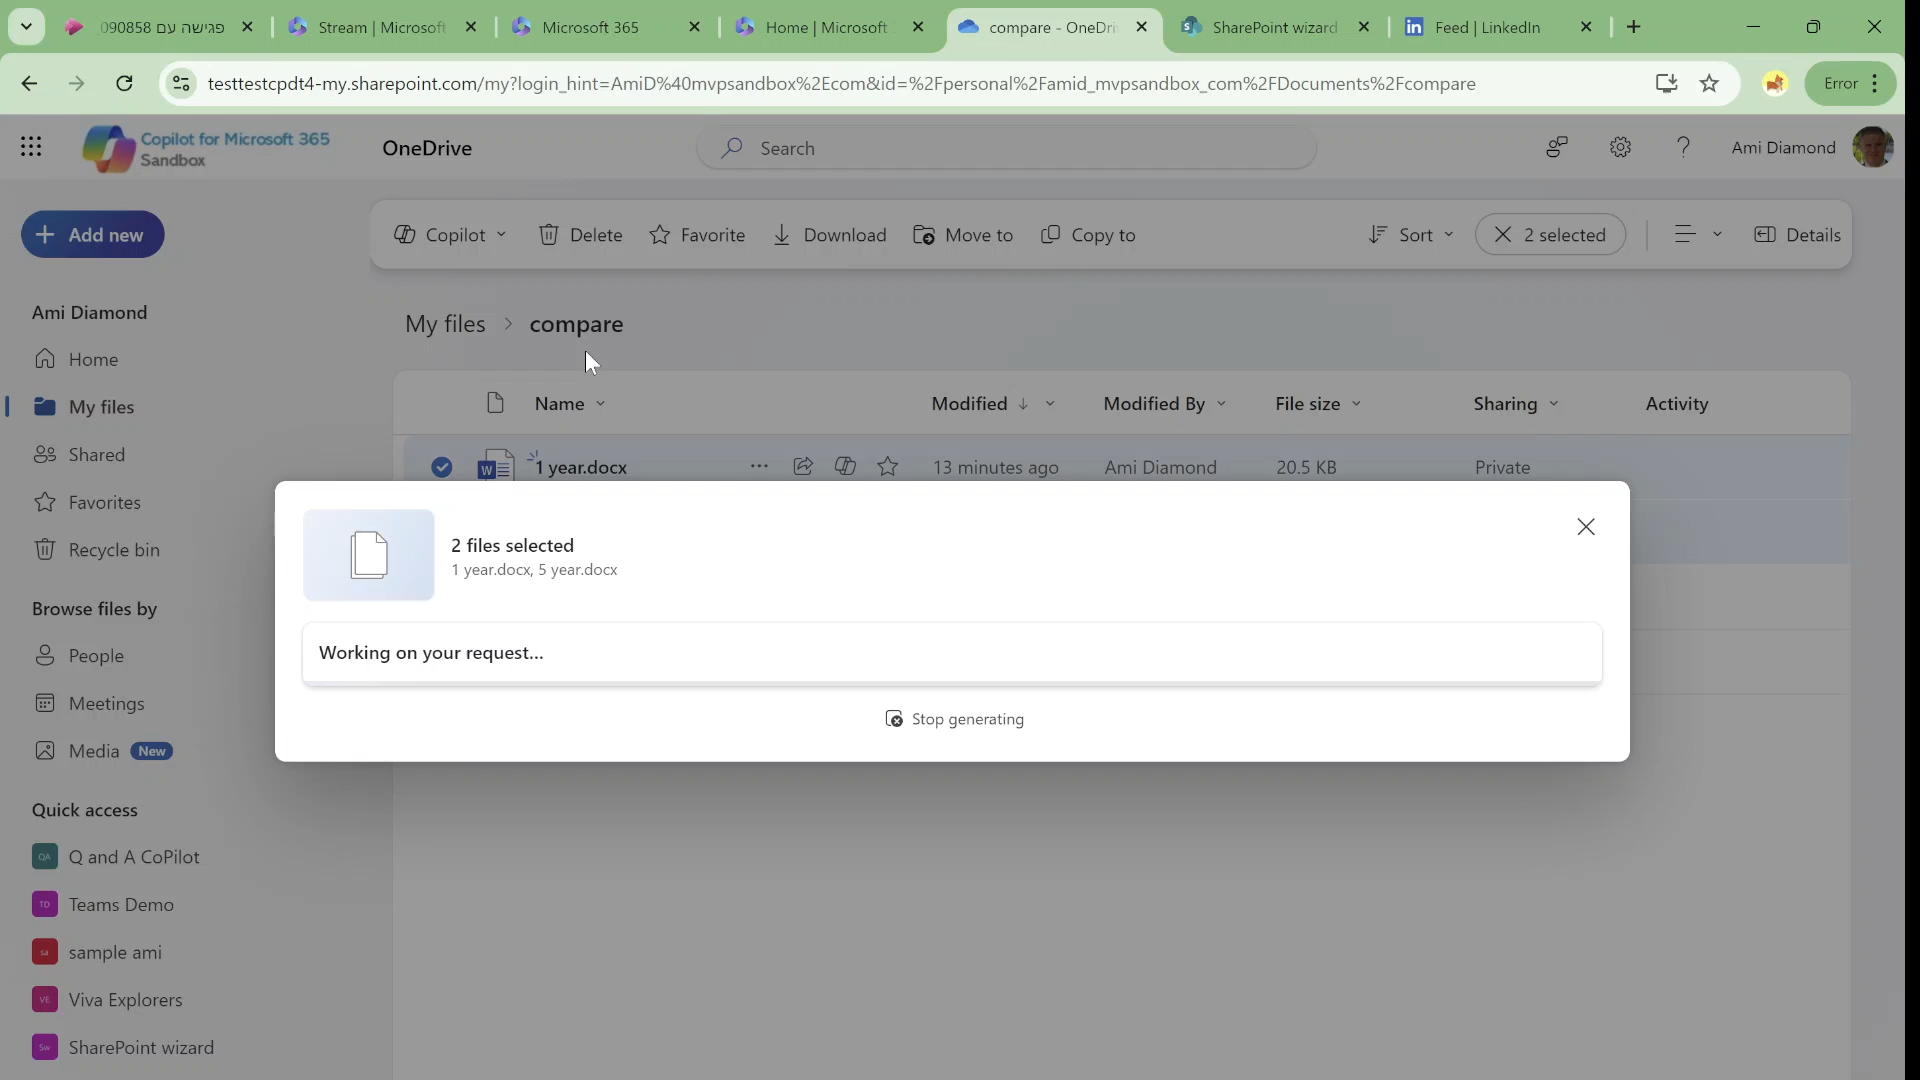 פגישה עם 090858
Stream | Microsoft
Microsoft 365
Home | Microsoft
compare - OneDri
SharePoint wizard
Feed | LinkedIn
testtestcpdt4-my.sharepoint.com/my?login_hint=AmiD%40mvpsandbox%2Ecom&id=%2Fpersonal%2Famid_mvpsandbox_com%2FDocuments%2Fcompare
Error
Copilot for Microsoft 365
Sandbox
OneDrive
Search
Ami Diamond
Add new
Copilot
Delete
Favorite
Download
Move to
Copy to
Sort
2 selected
Details
Ami Diamond
Home
My files
Shared
Favorites
Recycle bin
Browse files by
People
Meetings
Media New
Quick access
QA Q and A CoPilot
TD Teams Demo
sa sample ami
VE Viva Explorers
Sw SharePoint wizard
My files > compare
Name Modified Modified By File size Sharing Activity
1 year.docx 13 minutes ago Ami Diamond 20.5 KB Private
2 files selected
1 year.docx, 5 year.docx
Working on your request...
Stop generating